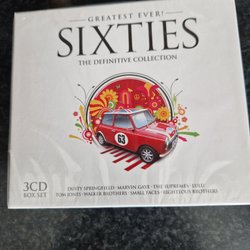 GREATEST EVER!
SIXTIES
THE DEFINITIVE COLLECTION
63
3CD
BOX SET
DUSTY SPRINGFIELD · MARVIN GAYE · THE SUPREMES · LULU
TOM JONES · WALKER BROTHERS · SMALL FACES · RIGHTEOUS BROTHERS